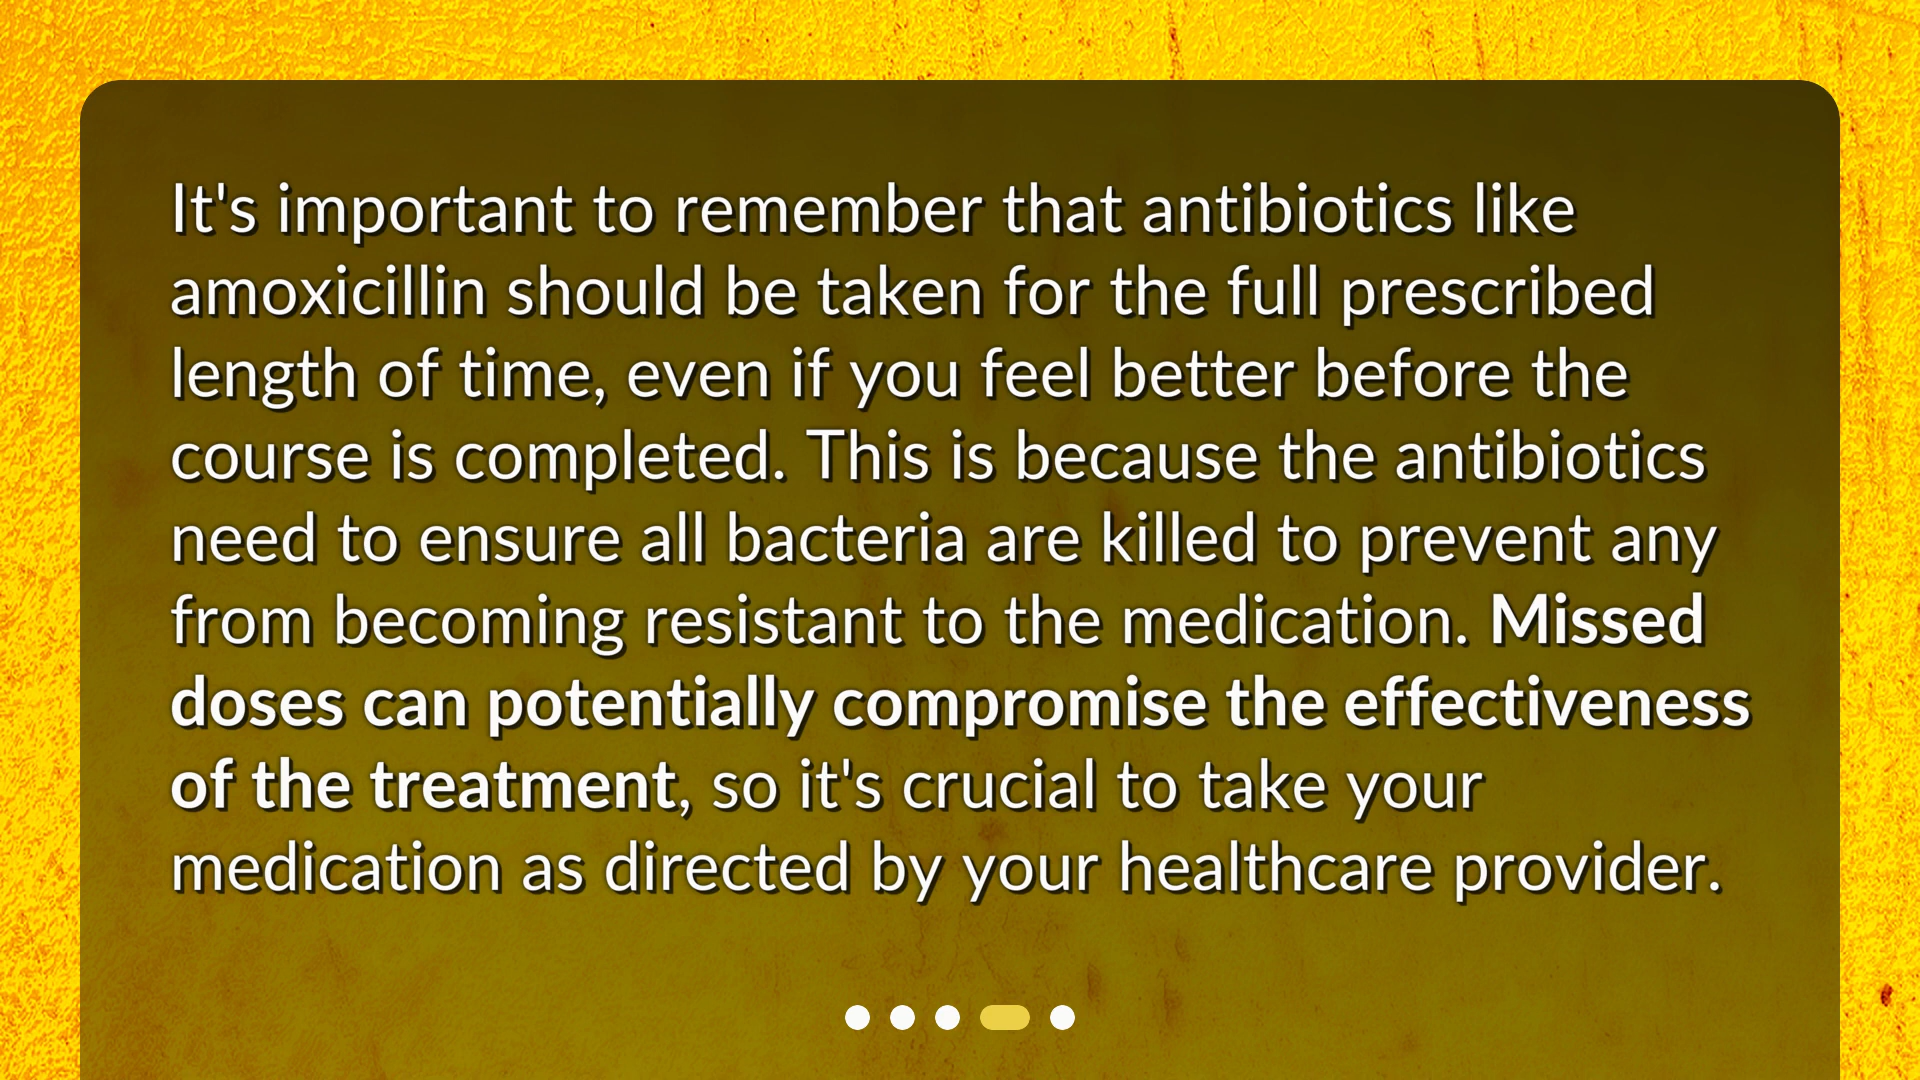 It's important to remember that antibiotics like
amoxicillin should be taken for the full prescribed
length of time, even if you feel better before the
course is completed. This is because the antibiotics
need to ensure all bacteria are killed to prevent any
from becoming resistant to the medication. Missed
doses can potentially compromise the effectiveness
of the treatment, so it's crucial to take your
medication as directed by your healthcare provider.